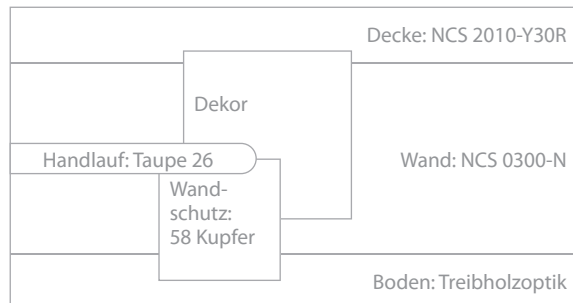 Decke: NCS 2010-Y30R
Dekor
Handlauf: Taupe 26
Wand: NCS 0300-N
Wand-
schutz:
58 Kupfer
Boden: Treibholzoptik